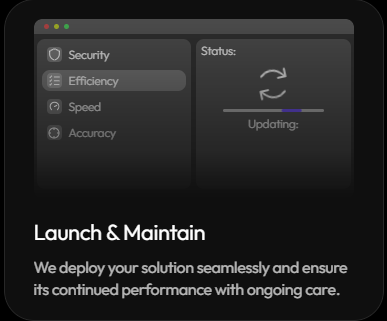 Security
Efficiency
Speed
Accuracy
Status:
Updating:
Launch & Maintain
We deploy your solution seamlessly and ensure
its continued performance with ongoing care.